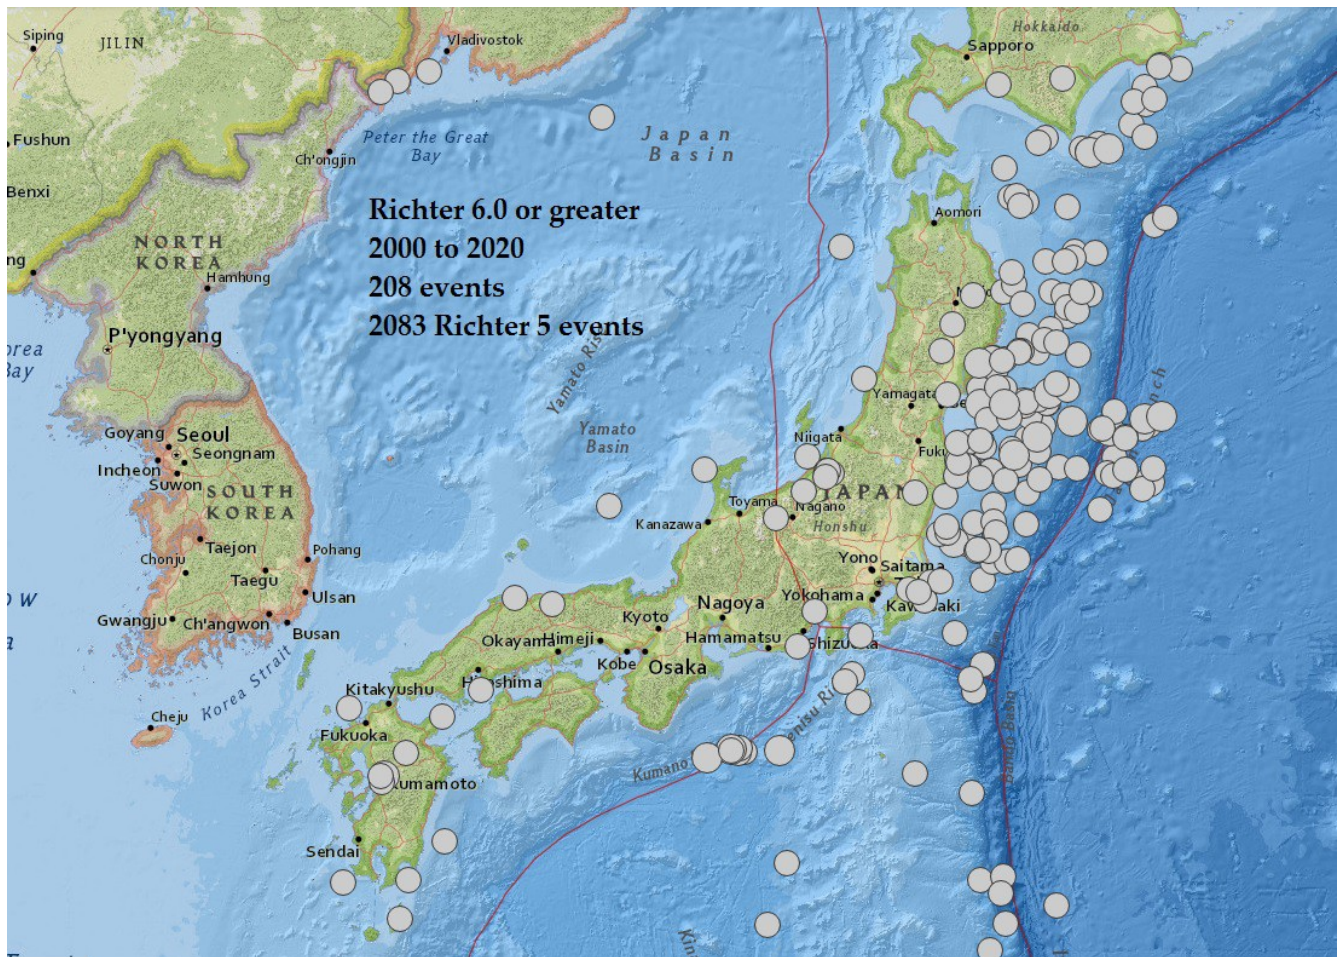 Siping
JILIN
Vladivostok
Hokkaido
Sapporo
Fushun
Peter the Great
Bay
Japan
Basin
Ch'ongjin
Benxi
Richter 6.0 or greater
2000 to 2020
208 events
2083 Richter 5 events
Aomori
NORTH
KOREA
Hamhung
P'yongyang
Bay
Yamato Rise
Yamato
Basin
Yamagata
Goyang
Seoul
Seongnam
Incheon
Suwon
Niigata
SOUTH
KOREA
JAPAN
Toyama
Nagano
Kanazawa
Honshu
Taejon
Pohang
Chonju
Taegu
Yono
Saitama
Ulsan
Gwangju
Ch'angwon
Busan
Kyoto
Nagoya
Yokohama
Okayama
Himeji
Hamamatsu
Kobe
Osaka
Korea Strait
Kitakyushu
Cheju
Fukuoka
Kumano
Sendai